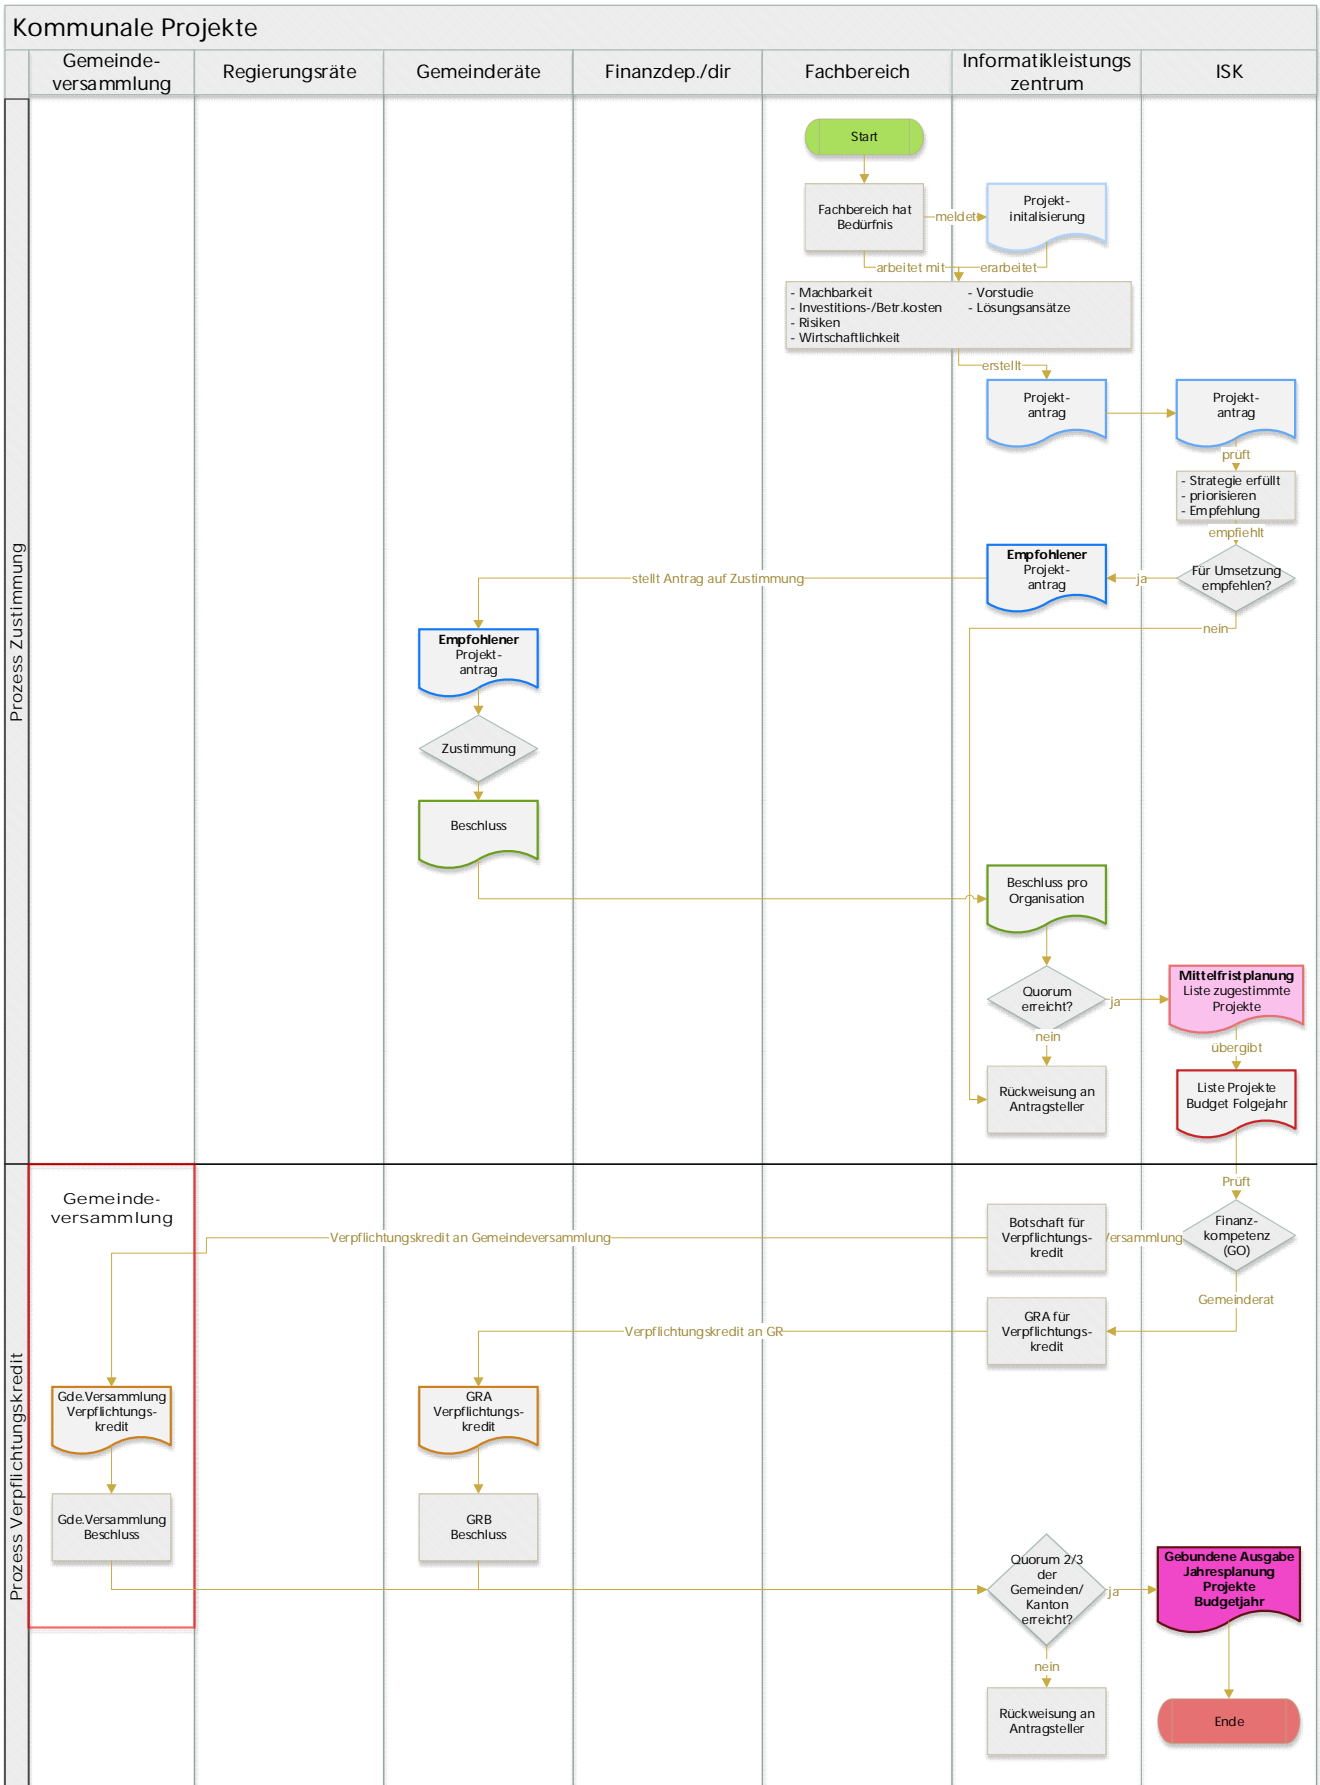 Kommunale Projekte
Gemeinde-
versammlung
Regierungsräte
Gemeinderäte
Finanzdep./dir
Fachbereich
Informatikleistungs
zentrum
ISK
Prozess Zustimmung
Start
Fachbereich hat
Bedürfnis
meldet
Projekt-
initalisierung
arbeitet mit
erarbeitet
- Machbarkeit
- Investitions-/Betr.kosten
- Risiken
- Wirtschaftlichkeit
- Vorstudie
- Lösungsansätze
erstellt
Projekt-
antrag
Projekt-
antrag
prüft
- Strategie erfüllt
- priorisieren
- Empfehlung
empfiehlt
Für Umsetzung
empfehlen?
ja
nein
Empfohlener
Projekt-
antrag
stellt Antrag auf Zustimmung
Empfohlener
Projekt-
antrag
Zustimmung
Beschluss
Beschluss pro
Organisation
Quorum
erreicht?
ja
nein
Mittelfristplanung
Liste zugestimmte
Projekte
übergibt
Rückweisung an
Antragsteller
Liste Projekte
Budget Folgejahr
Prozess Verpflichtungskredit
Gemeinde-
versammlung
Prüft
Finanz-
kompetenz
(GO)
Versammlung
Botschaft für
Verpflichtungs-
kredit
Verpflichtungskredit an Gemeindeversammlung
Gemeinderat
GRA für
Verpflichtungs-
kredit
Verpflichtungskredit an GR
Gde.Versammlung
Verpflichtungs-
kredit
GRA
Verpflichtungs-
kredit
Gde.Versammlung
Beschluss
GRB
Beschluss
Quorum 2/3
der
Gemeinden/
Kanton
erreicht?
ja
nein
Gebundene Ausgabe
Jahresplanung
Projekte
Budgetjahr
Rückweisung an
Antragsteller
Ende